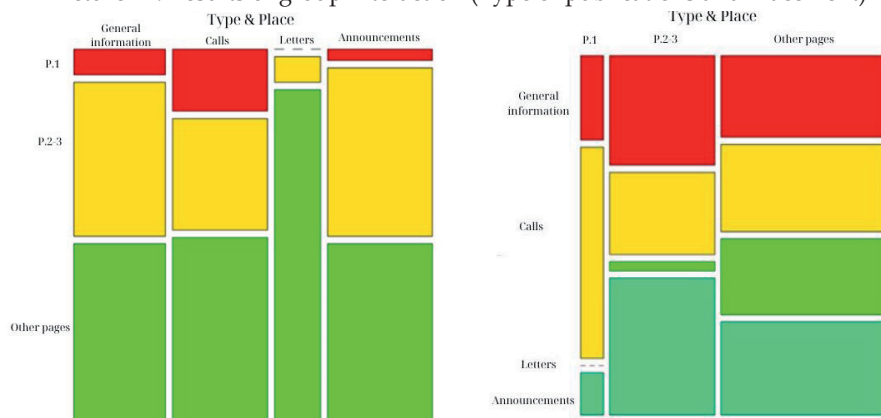 Type & Place
General information
Calls
Letters
Announcements
P.1
P.2-3
Other pages
Type & Place
P.1
P.2-3
Other pages
General information
Calls
Letters
Announcements